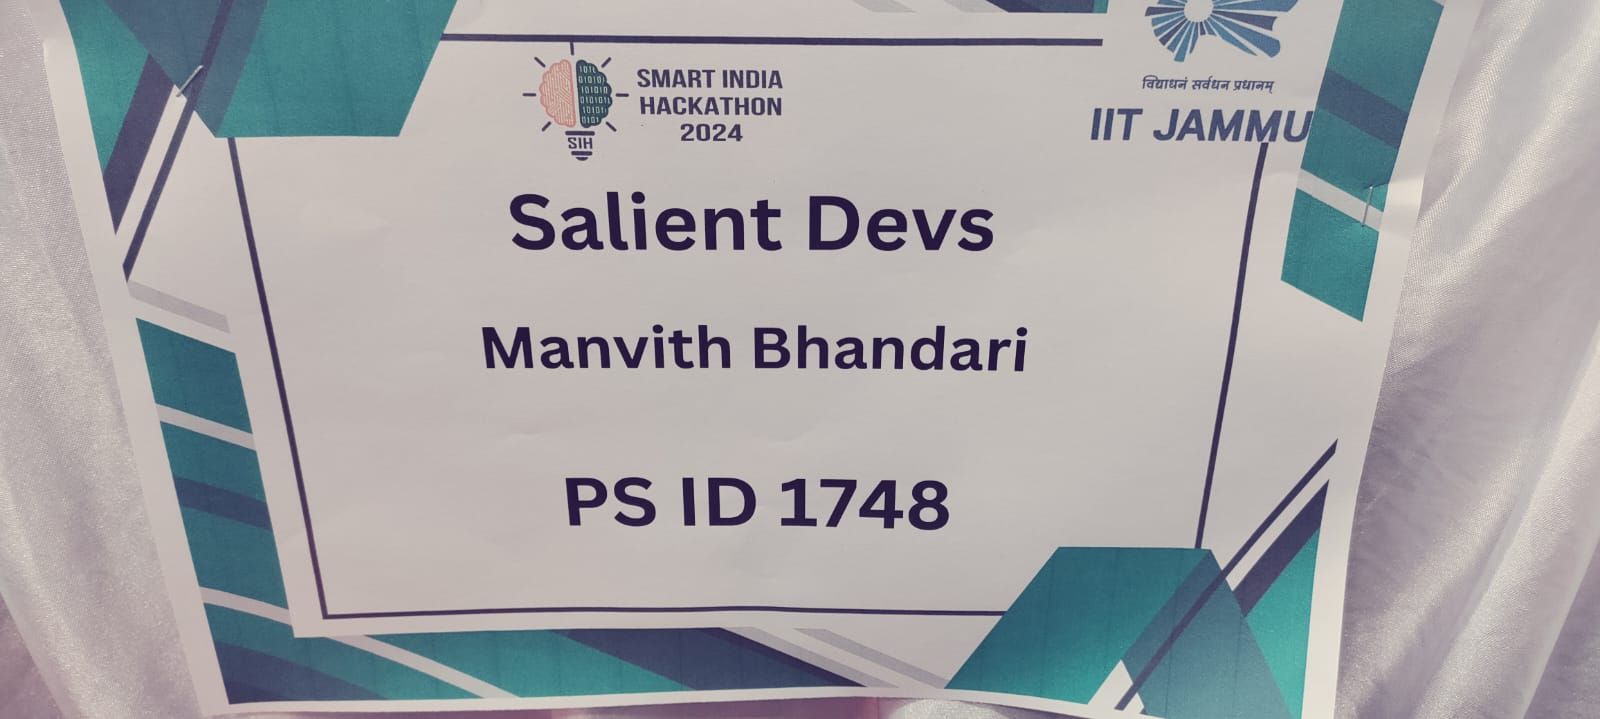 SMART INDIA
HACKATHON
2024
SIH
विद्याधनं सर्वधन प्रधानम्
IIT JAMMU
Salient Devs
Manvith Bhandari
PS ID 1748